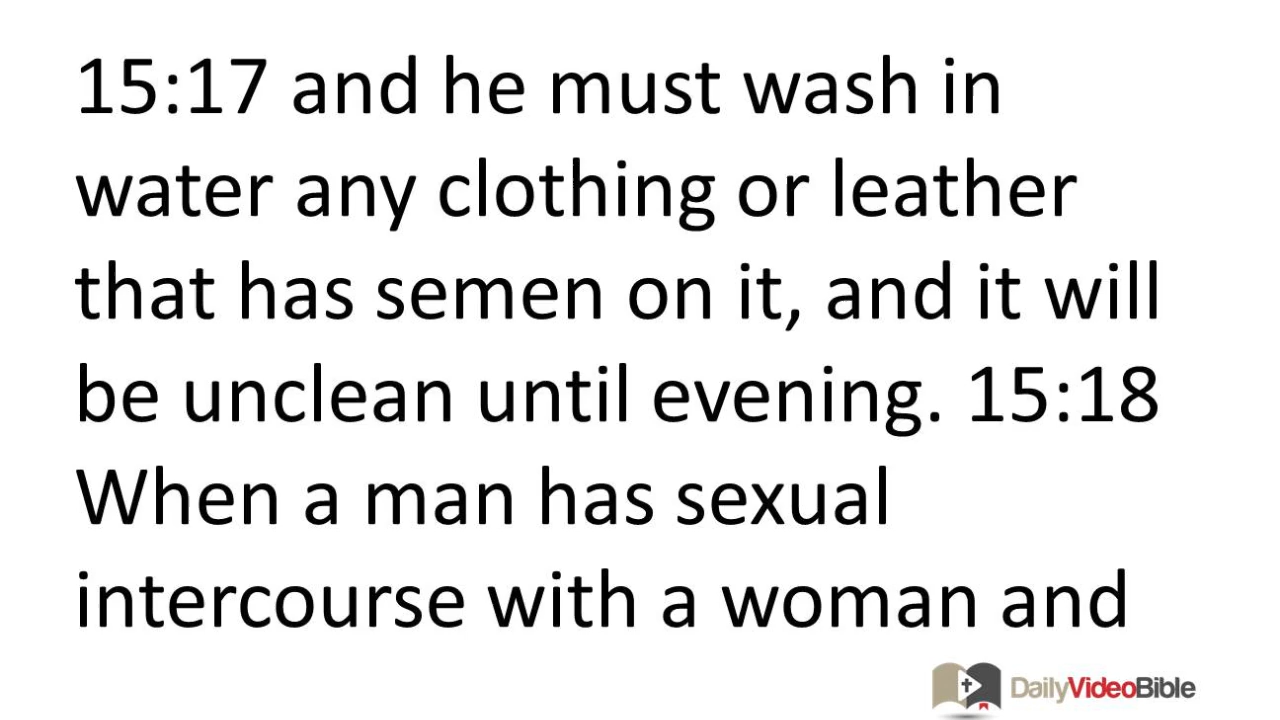 15:17 and he must wash in
water any clothing or leather
that has semen on it, and it will
be unclean until evening. 15:18
When a man has sexual
intercourse with a woman and
DailyVideoBible